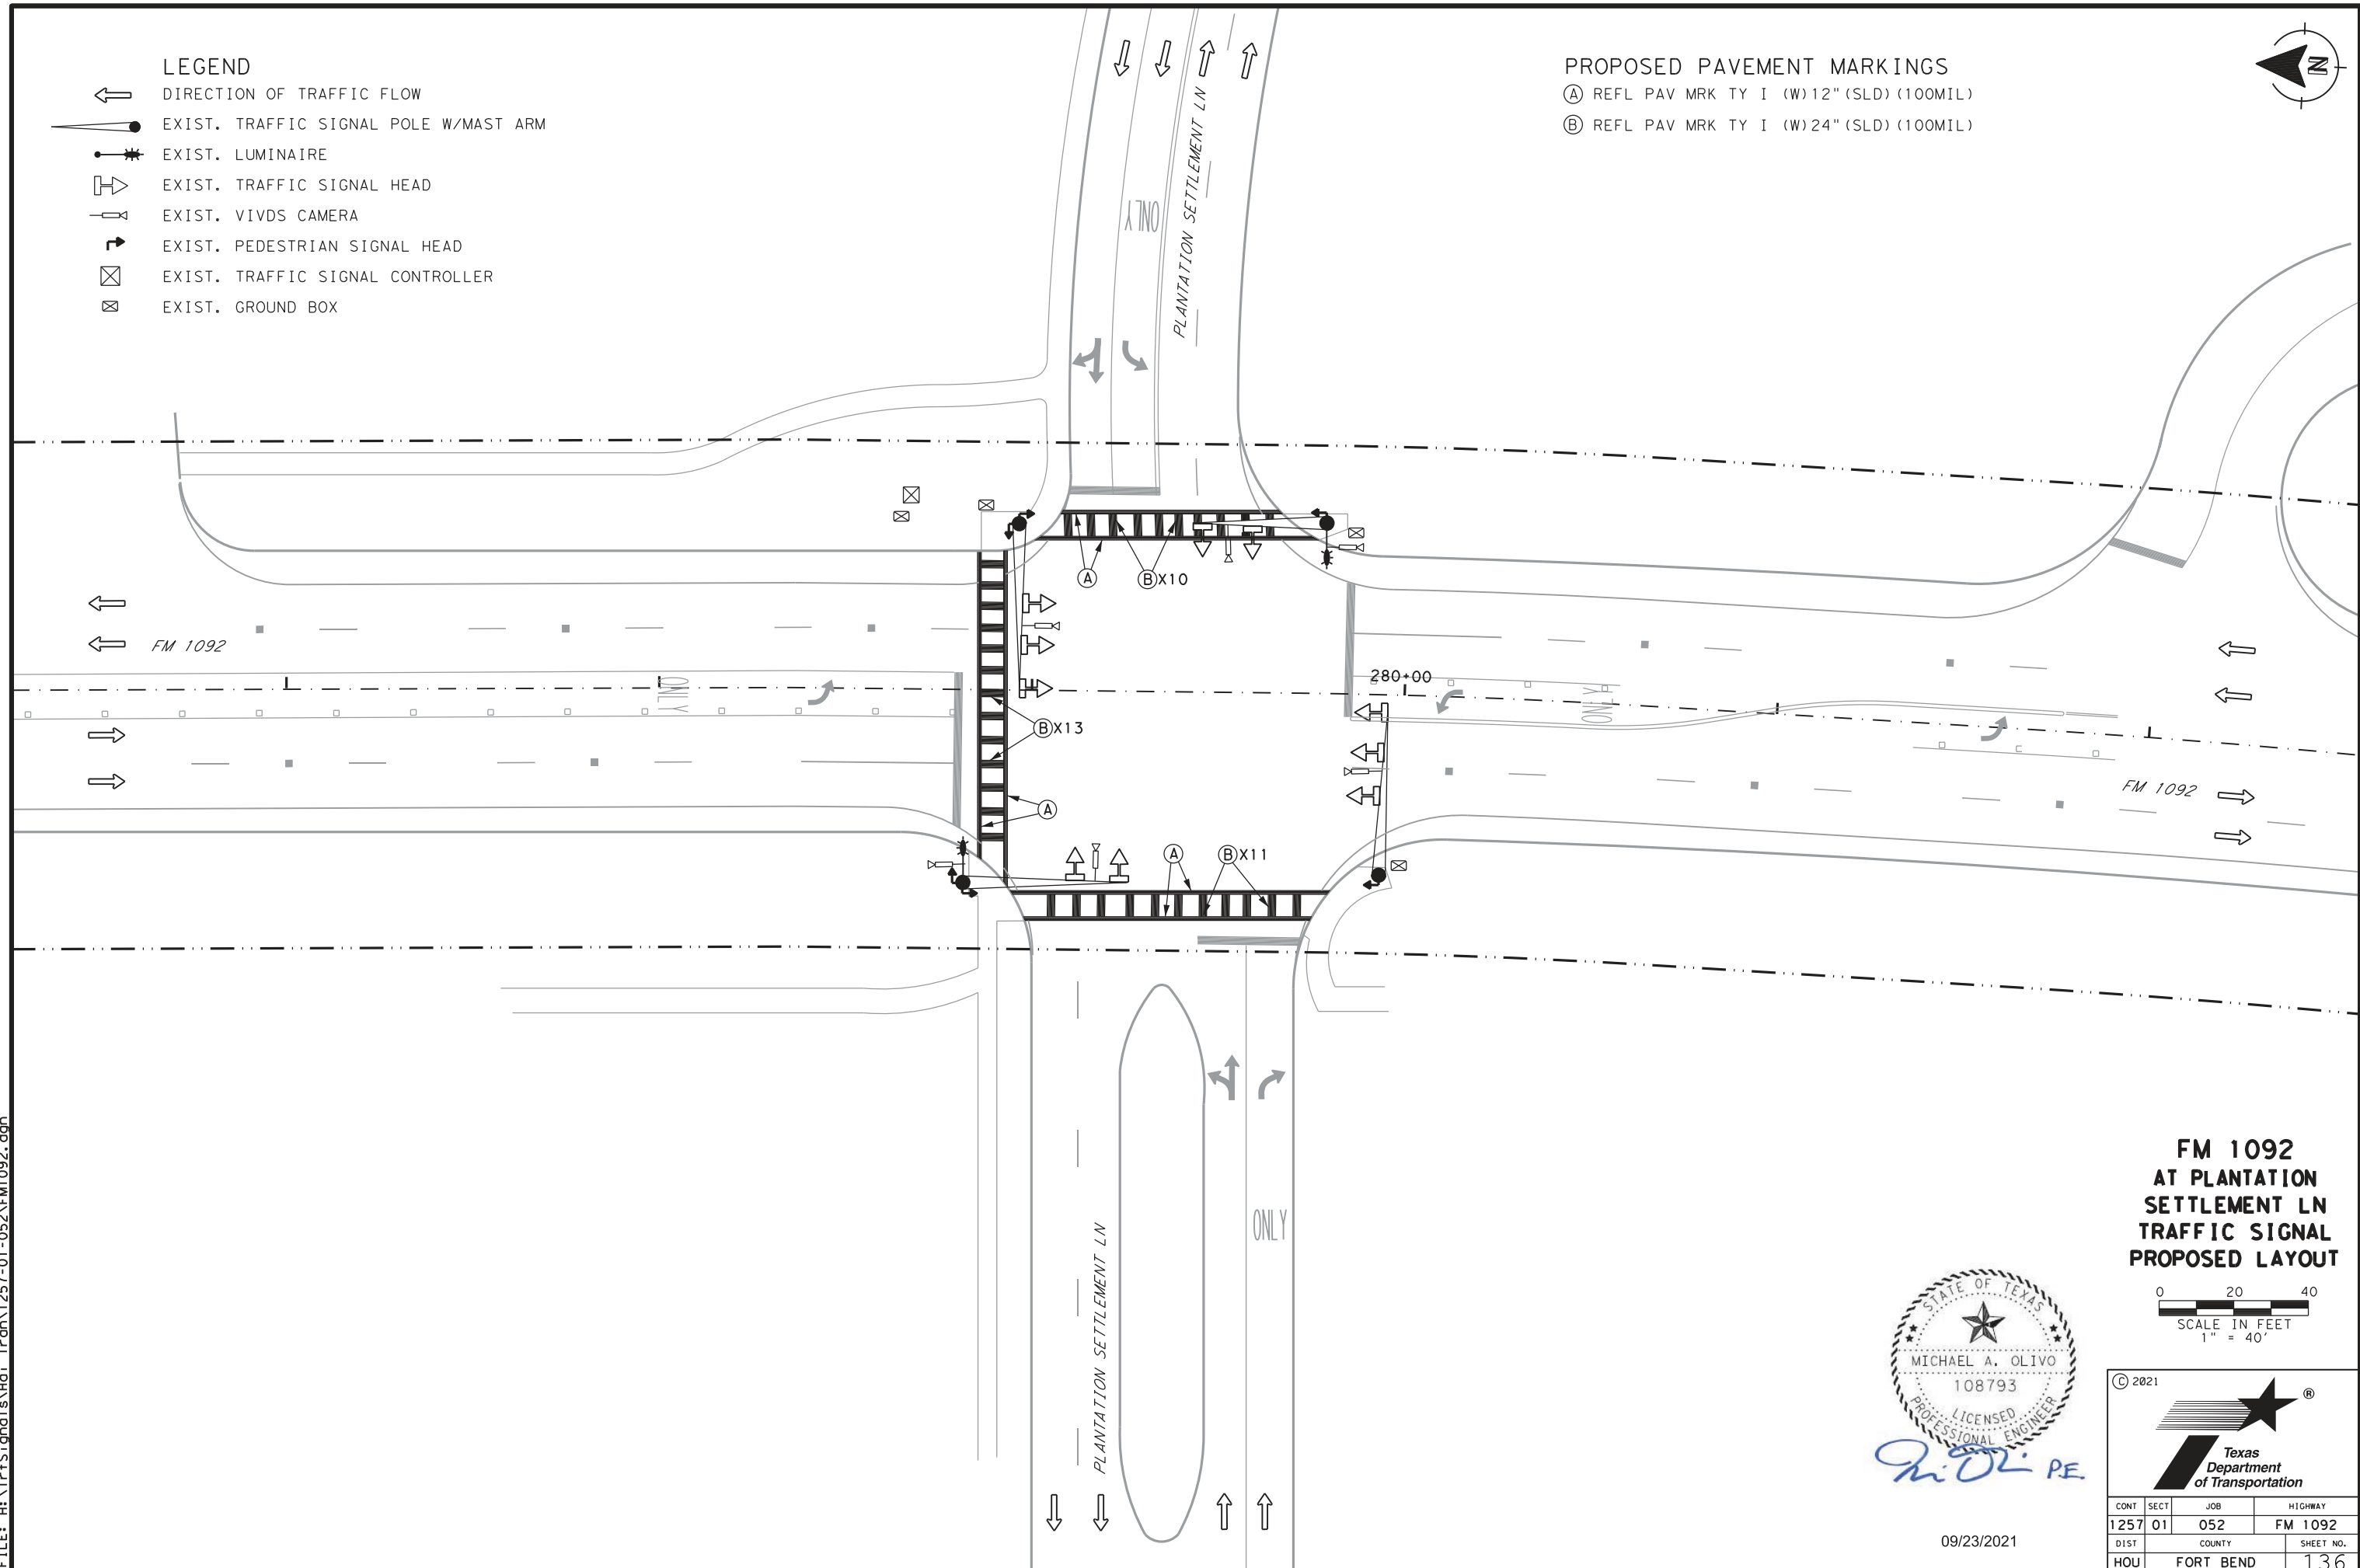 LEGEND
DIRECTION OF TRAFFIC FLOW
EXIST. TRAFFIC SIGNAL POLE W/MAST ARM
EXIST. LUMINAIRE
EXIST. TRAFFIC SIGNAL HEAD
EXIST. VIVDS CAMERA
EXIST. PEDESTRIAN SIGNAL HEAD
EXIST. TRAFFIC SIGNAL CONTROLLER
EXIST. GROUND BOX
PROPOSED PAVEMENT MARKINGS
A REFL PAV MRK TY I (W)12"(SLD)(100MIL)
B REFL PAV MRK TY I (W)24"(SLD)(100MIL)
N
PLANTATION SETTLEMENT LN
ONLY
A
BX10
FM 1092
ONLY
280+00
ONLY
BX13
A
FM 1092
A
BX11
ONLY
PLANTATION SETTLEMENT LN
FM 1092
AT PLANTATION
SETTLEMENT LN
TRAFFIC SIGNAL
PROPOSED LAYOUT
0 20 40
SCALE IN FEET
1" = 40'
STATE OF TEXAS
MICHAEL A. OLIVO
108793
LICENSED
PROFESSIONAL ENGINEER
P.E.
09/23/2021
© 2021
®
Texas
Department
of Transportation
CONT SECT JOB HIGHWAY
1257 01 052 FM 1092
DIST COUNTY SHEET NO.
HOU FORT BEND 136